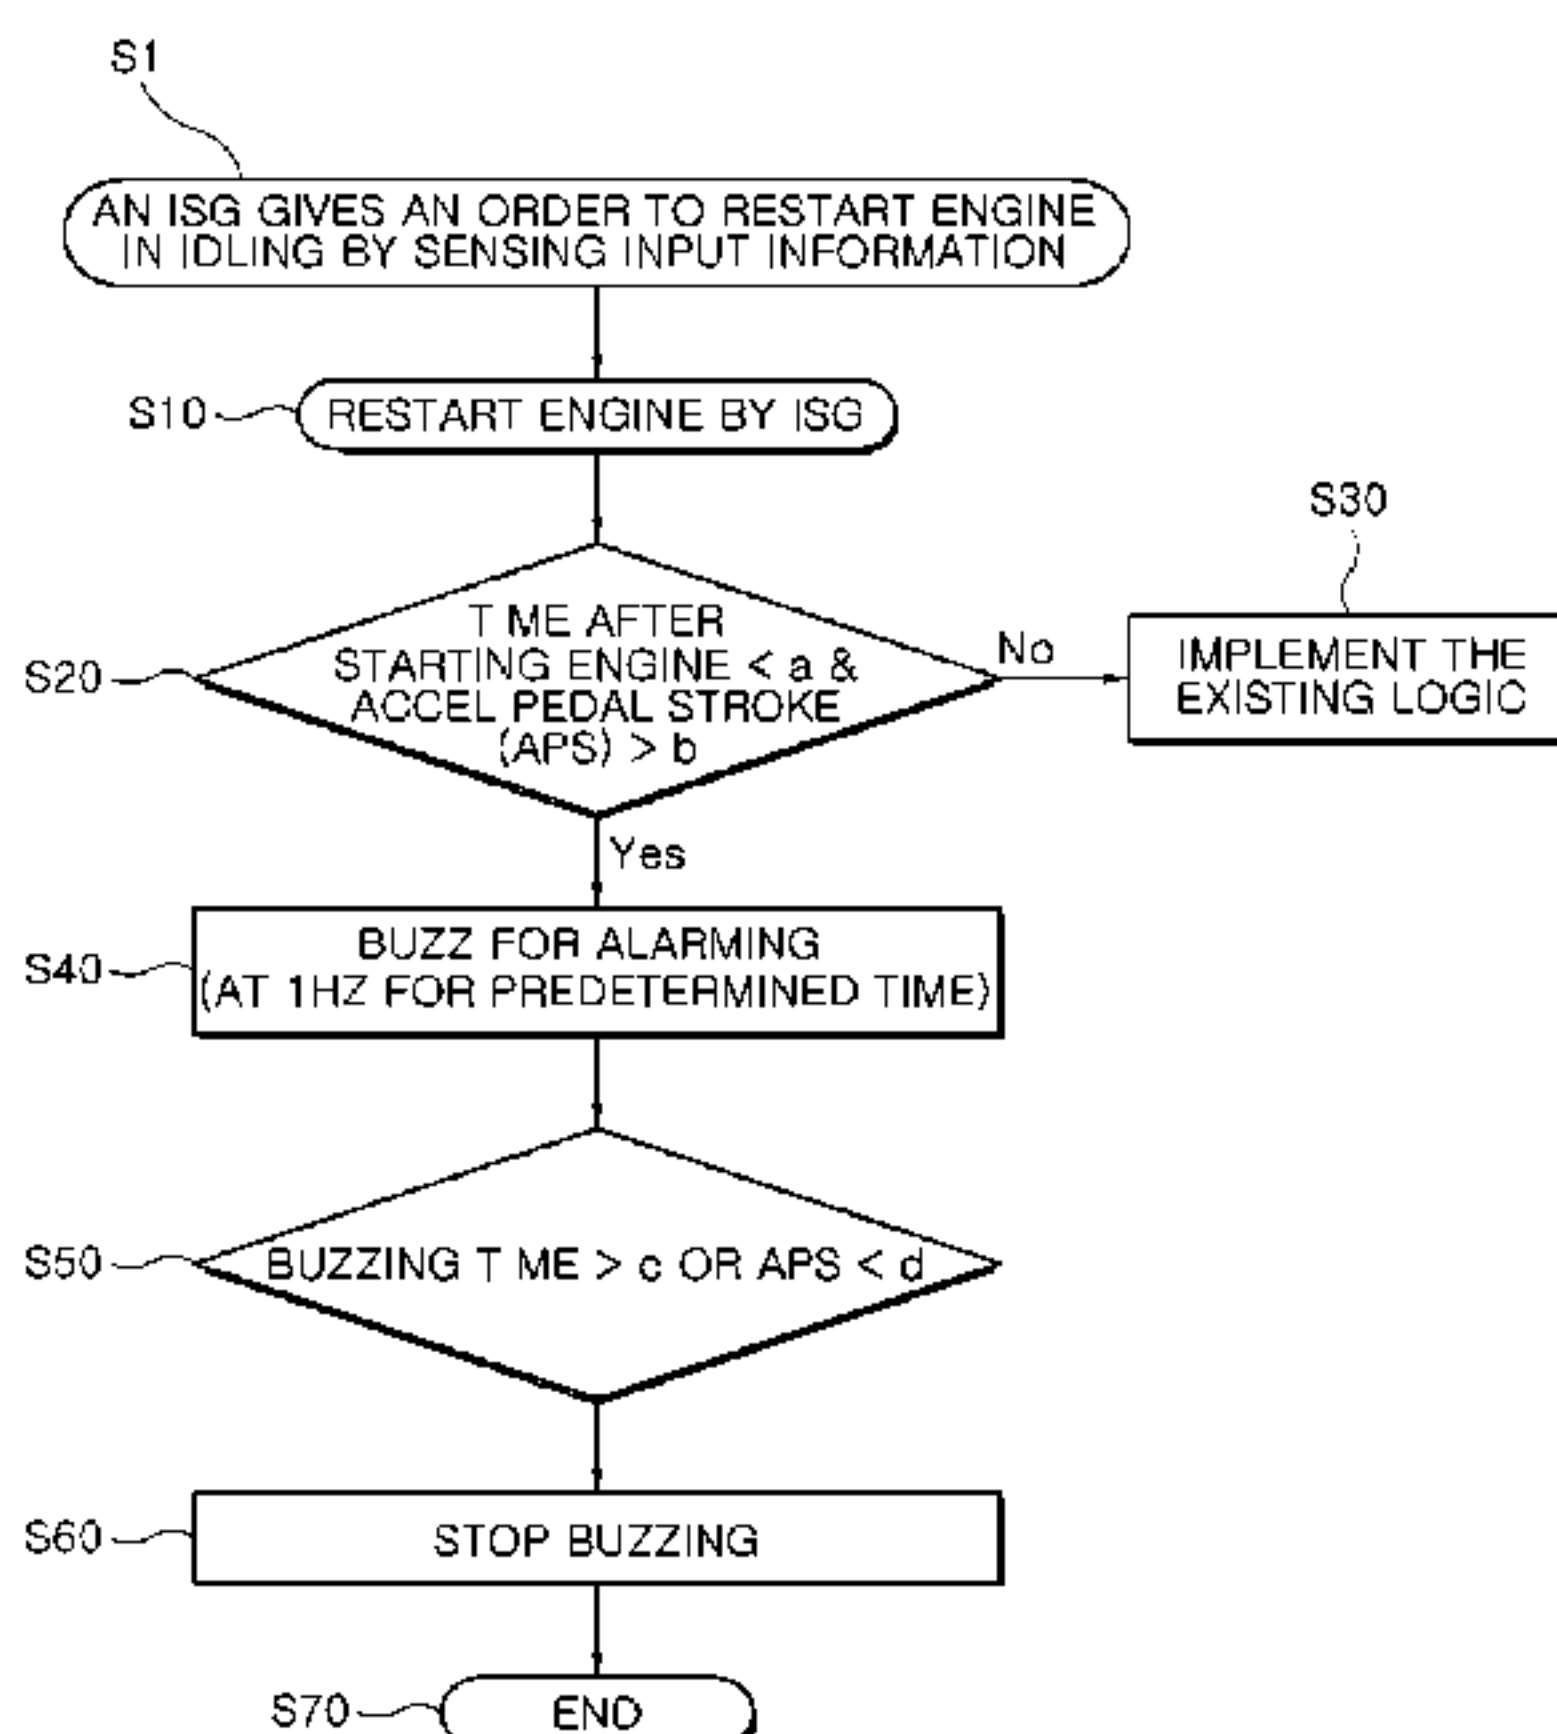 S1
AN ISG GIVES AN ORDER TO RESTART ENGINE
IN IDLING BY SENSING INPUT INFORMATION
S10
RESTART ENGINE BY ISG
S20
T ME AFTER
STARTING ENGINE < a &
ACCEL PEDAL STROKE
(APS) > b
No
S30
IMPLEMENT THE
EXISTING LOGIC
Yes
S40
BUZZ FOR ALARMING
(AT 1HZ FOR PREDETERMINED TIME)
S50
BUZZING T ME > c OR APS < d
S60
STOP BUZZING
S70
END